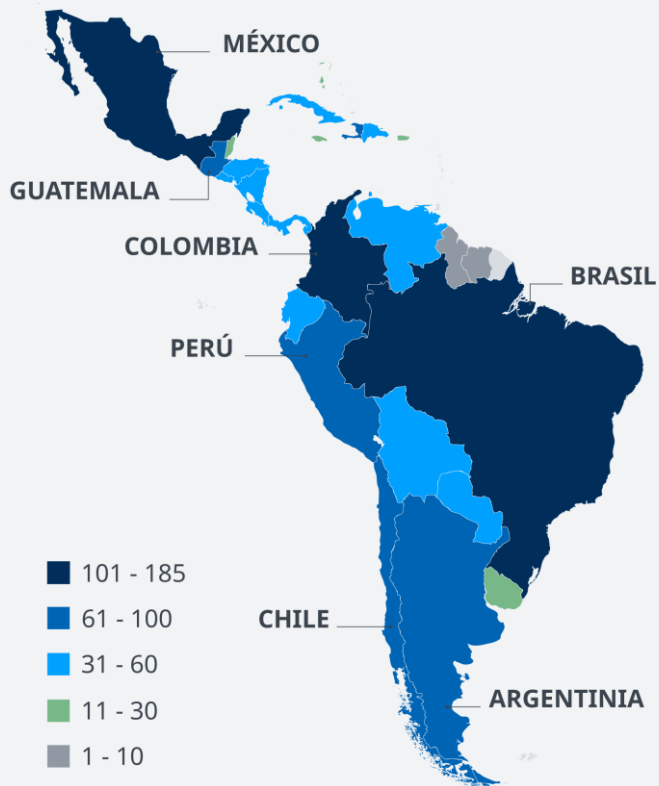 MÉXICO
GUATEMALA
COLOMBIA
BRASIL
PERÚ
101 - 185
61 - 100
CHILE
31 - 60
ARGENTINIA
11 - 30
1 - 10